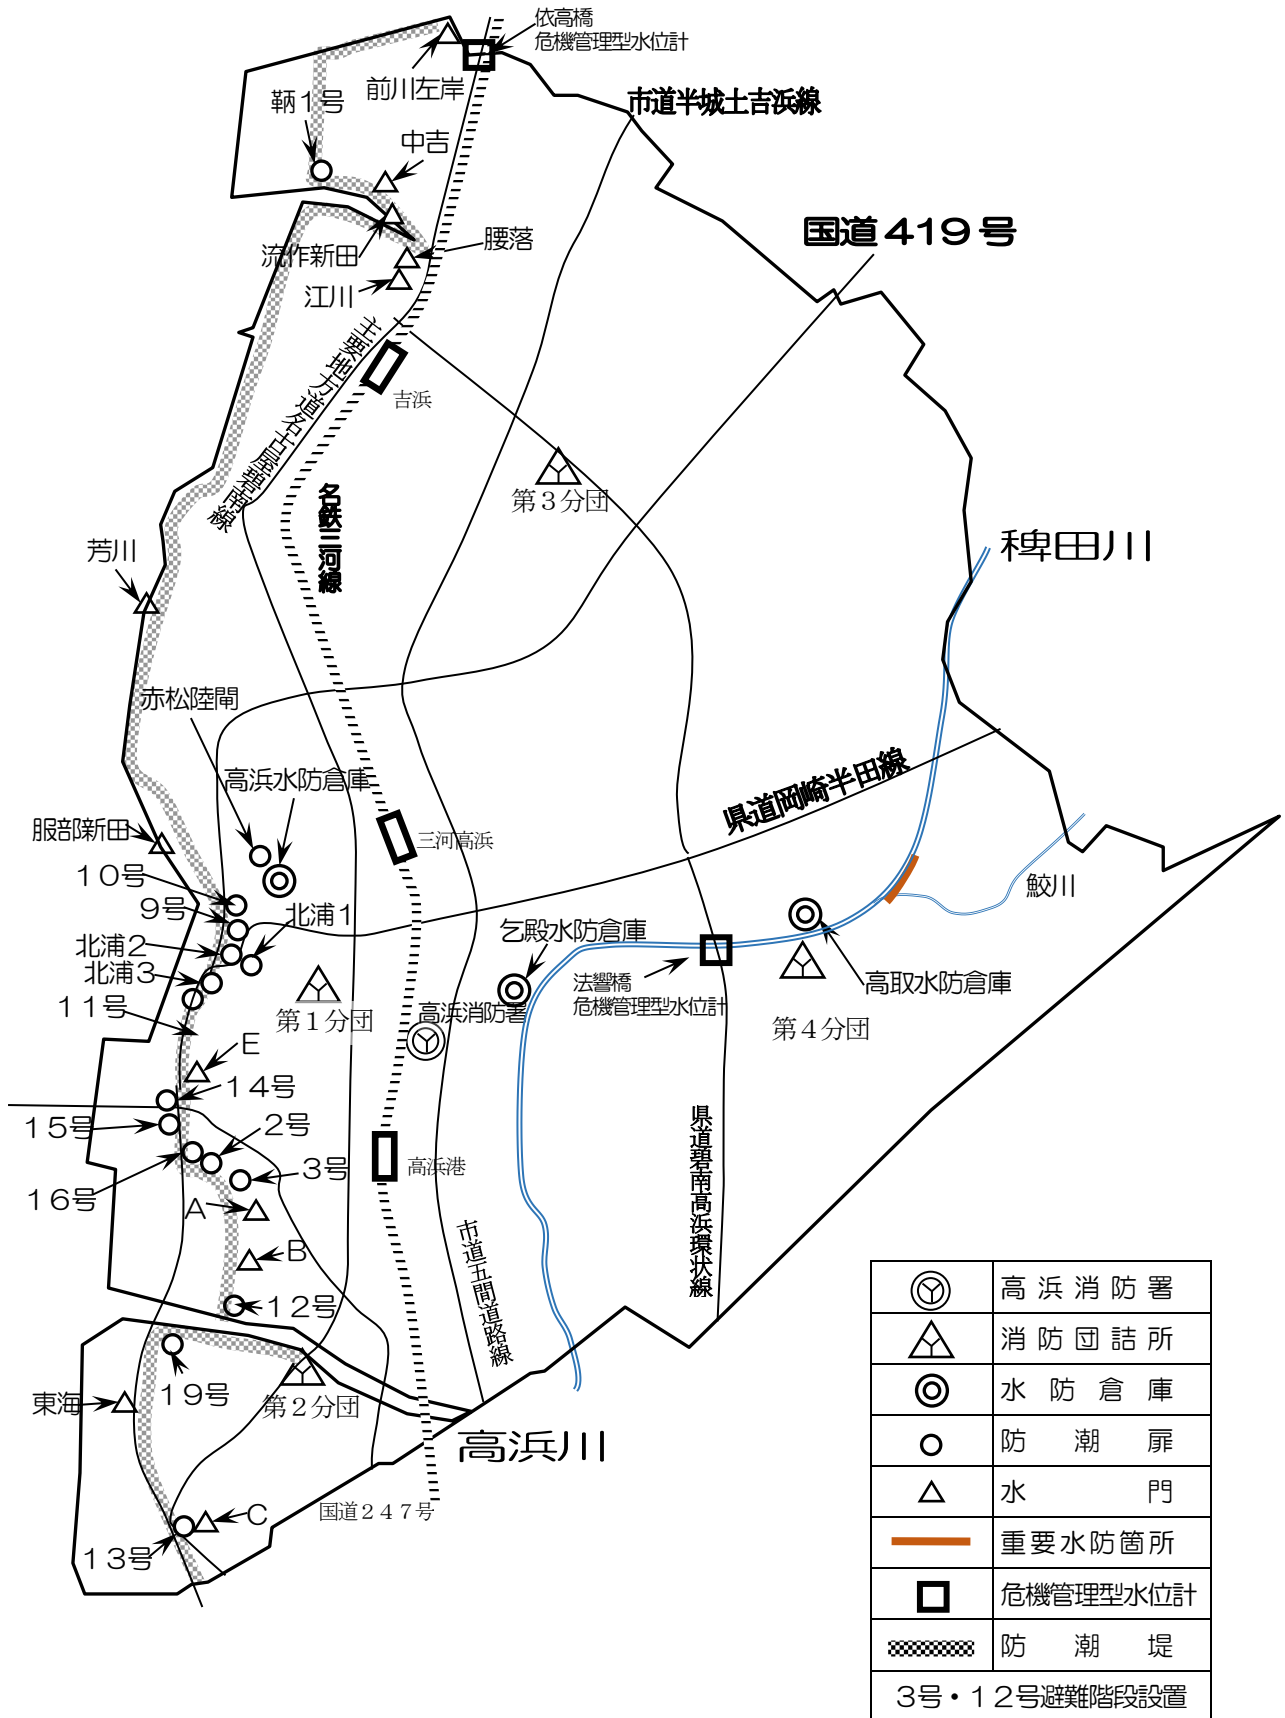 依高橋
危機管理型水位計
前川左岸
鞆1号
市道半城土吉浜線
中吉
国道419号
腰落
流作新田
江川
主要地方道名古屋碧南線
吉浜
名鉄三河線
第3分団
稗田川
芳川
赤松陸閘
高浜水防倉庫
県道岡崎半田線
服部新田
三河高浜
10号
鮫川
9号
北浦1
乞殿水防倉庫
北浦2
北浦3
法響橋
危機管理型水位計
高取水防倉庫
11号
第1分団
高浜消防署
第4分団
E
14号
15号
2号
県道碧南高浜環状線
3号
高浜港
16号
A
市道五間道路線
B
12号
19号
東海
第2分団
高浜川
国道247号
C
13号
高浜消防署
消防団詰所
水防倉庫
防潮扉
水門
重要水防箇所
危機管理型水位計
防潮堤
3号・12号避難階段設置